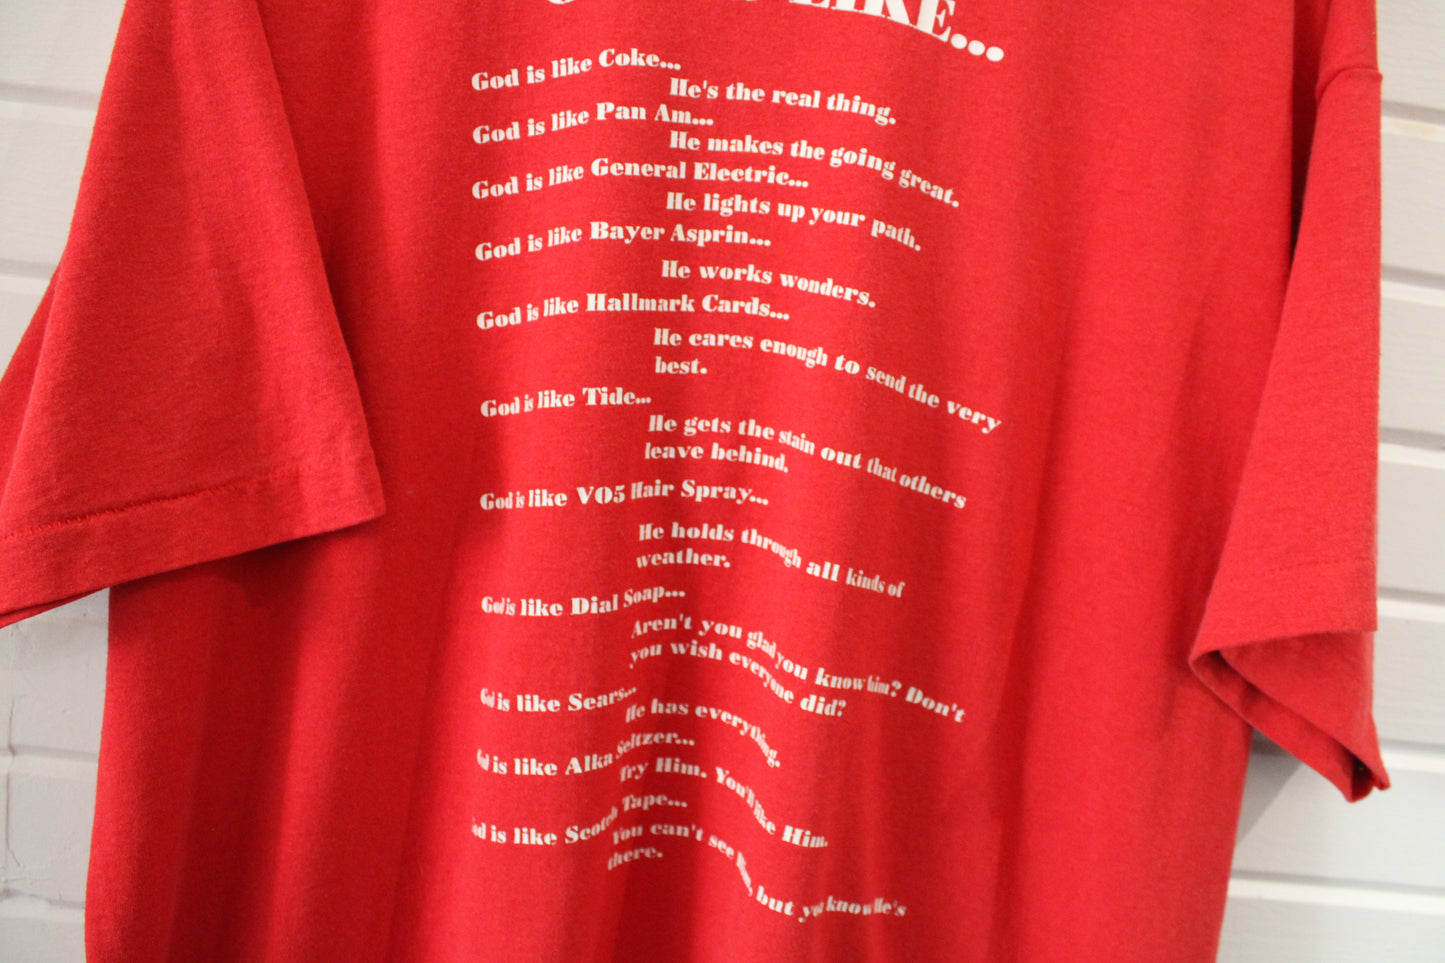 LIKE...
God is like Coke...
He's the real thing.
God is like Pan Am...
He makes the going great.
God is like General Electric...
He lights up your path.
God is like Bayer Asprin...
He works wonders.
God is like Hallmark Cards...
He cares enough to send the very
best.
God is like Tide...
He gets the stain out that others
leave behind.
God is like VO5 Hair Spray...
He holds through all kinds of
weather.
God is like Dial Soap...
Aren't you glad you know him? Don't
you wish everyone did?
God is like Sears...
He has everything.
God is like Alka Seltzer...
Try Him. You'll like Him.
God is like Scotch Tape...
You can't see him, but you know He's
there.